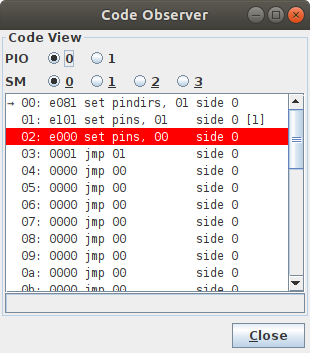 Code Observer
Code View
PIO 0 1
SM 0 1 2 3
→ 00: e081 set pindirs, 01 side 0
01: e101 set pins, 01 side 0 [1]
02: e000 set pins, 00 side 0
03: 0001 jmp 01 side 0
04: 0000 jmp 00 side 0
05: 0000 jmp 00 side 0
06: 0000 jmp 00 side 0
07: 0000 jmp 00 side 0
08: 0000 jmp 00 side 0
09: 0000 jmp 00 side 0
0a: 0000 jmp 00 side 0
0b: 0000 jmp 00 side 0
Close